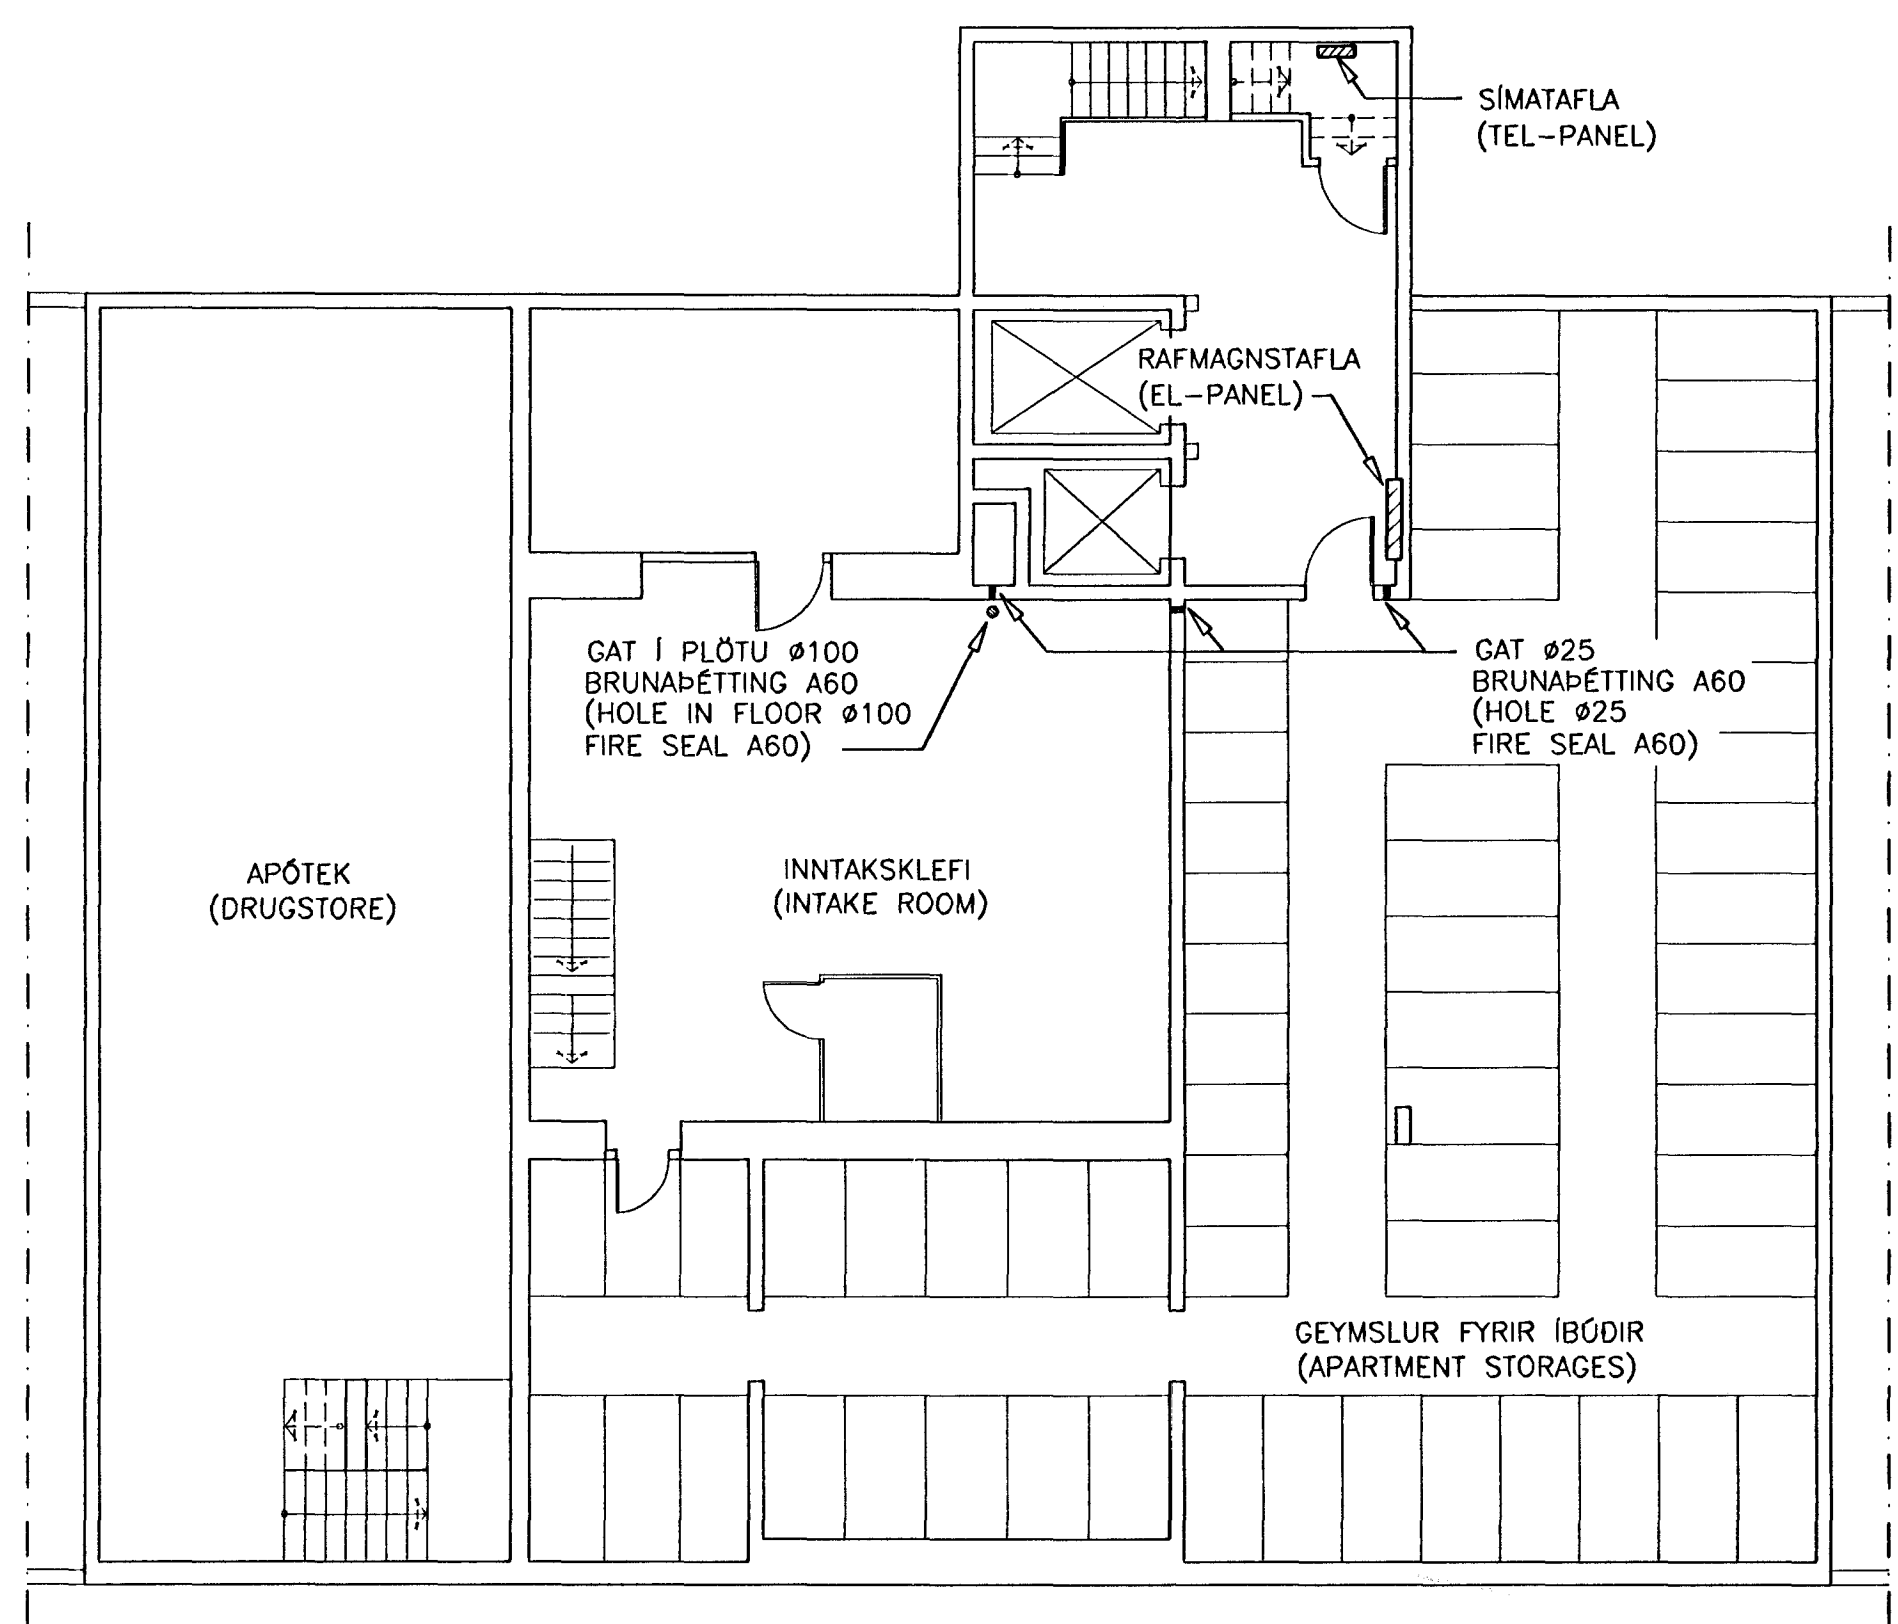 SÍMATAFLA
(TEL-PANEL)
RAFMAGNSTAFLA
(EL-PANEL)
GAT Í PLÖTU ø100
BRUNAÞÉTTING A60
(HOLE IN FLOOR ø100
FIRE SEAL A60)
GAT ø25
BRUNAÞÉTTING A60
(HOLE ø25
FIRE SEAL A60)
APÓTEK
(DRUGSTORE)
INNTAKSKLEFI
(INTAKE ROOM)
GEYMSLUR FYRIR ÍBÚÐIR
(APARTMENT STORAGES)